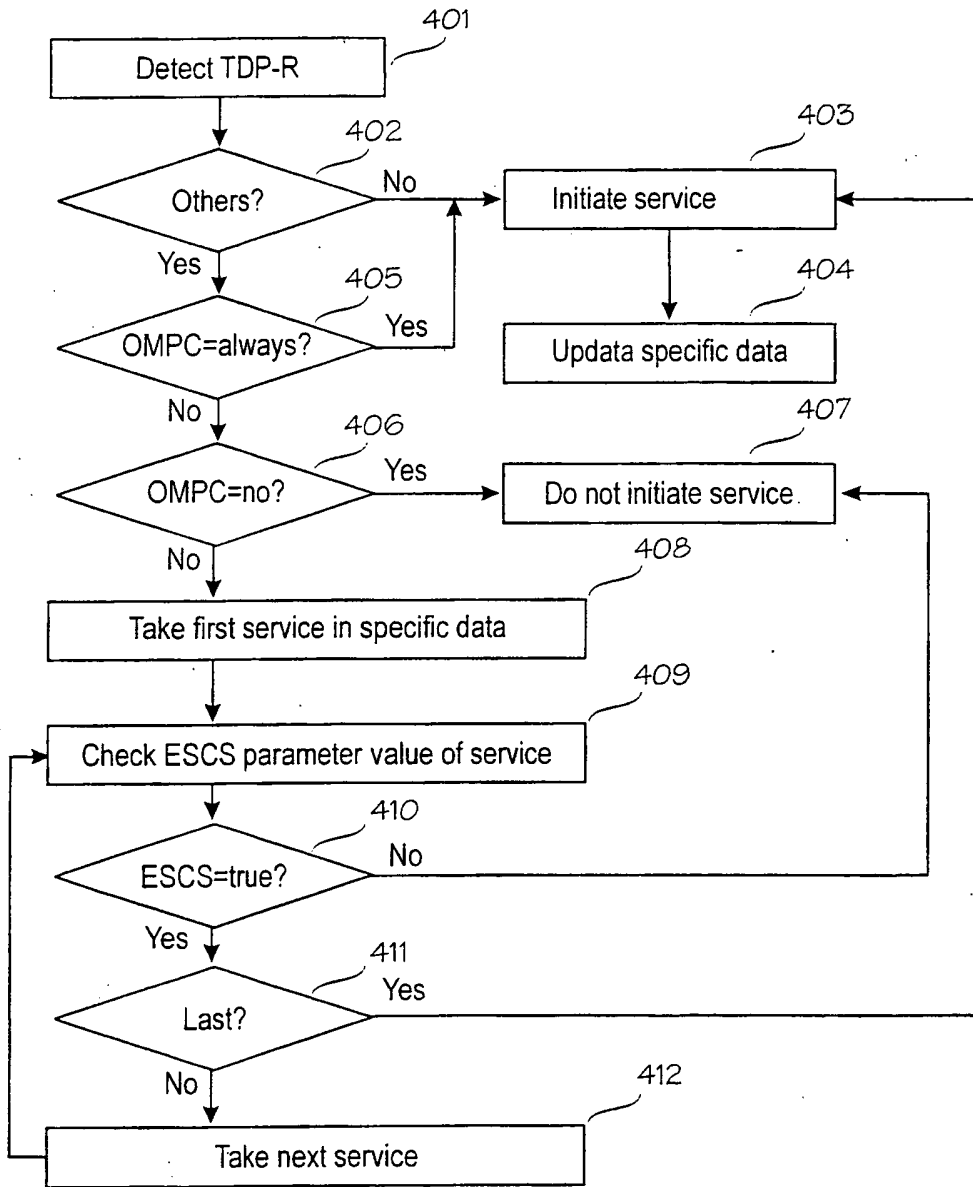 401
Detect TDP-R
402
403
Others?
No
Initiate service
Yes
405
404
OMPC=always?
Yes
Updata specific data
No
406
407
OMPC=no?
Yes
Do not initiate service.
No
408
Take first service in specific data
409
Check ESCS parameter value of service
410
ESCS=true?
No
Yes
411
Last?
Yes
No
412
Take next service